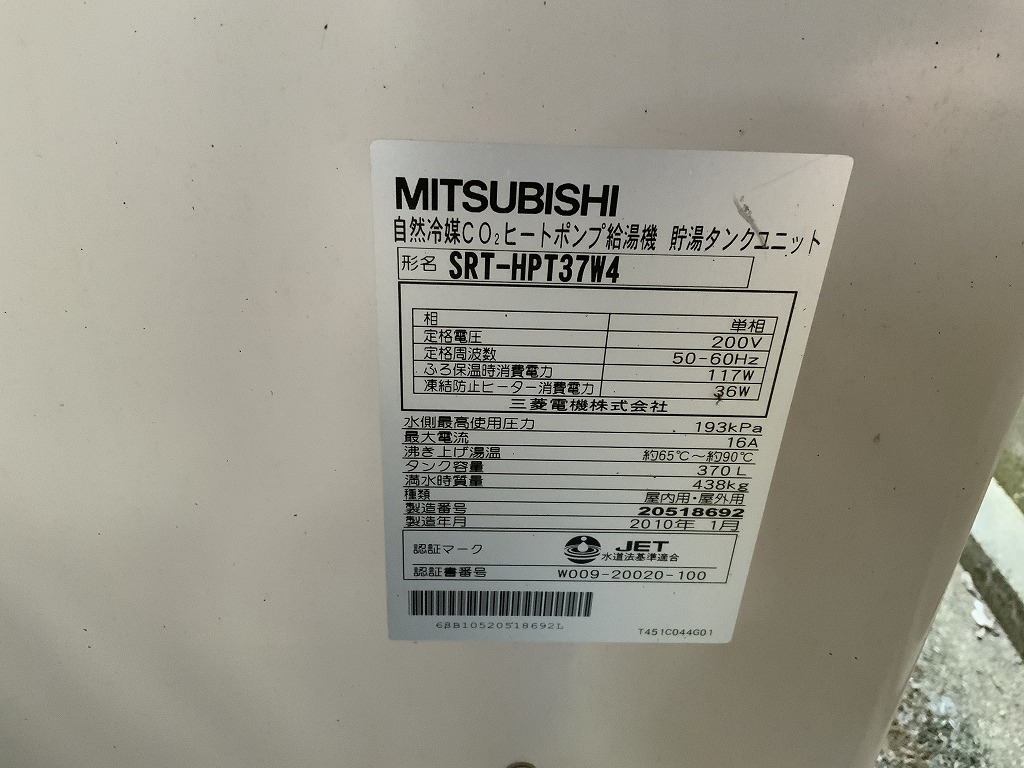 MITSUBISHI
自然冷媒CO₂ヒートポンプ給湯機 貯湯タンクユニット
形名 SRT-HPT37W4
相 単相
定格電圧 200V
定格周波数 50-60Hz
ふろ保温時消費電力 117W
凍結防止ヒーター消費電力 36W
三菱電機株式会社
水側最高使用圧力 193kPa
最大電流 16A
沸き上げ湯温 約65℃~約90℃
タンク容量 370L
満水時質量 438kg
種類 屋内用・屋外用
製造番号 20518692
製造年月 2010年 1月
認証マーク JET
水道法基準適合
認証書番号 W009-20020-100
6BB10520518692L
T451C044G01